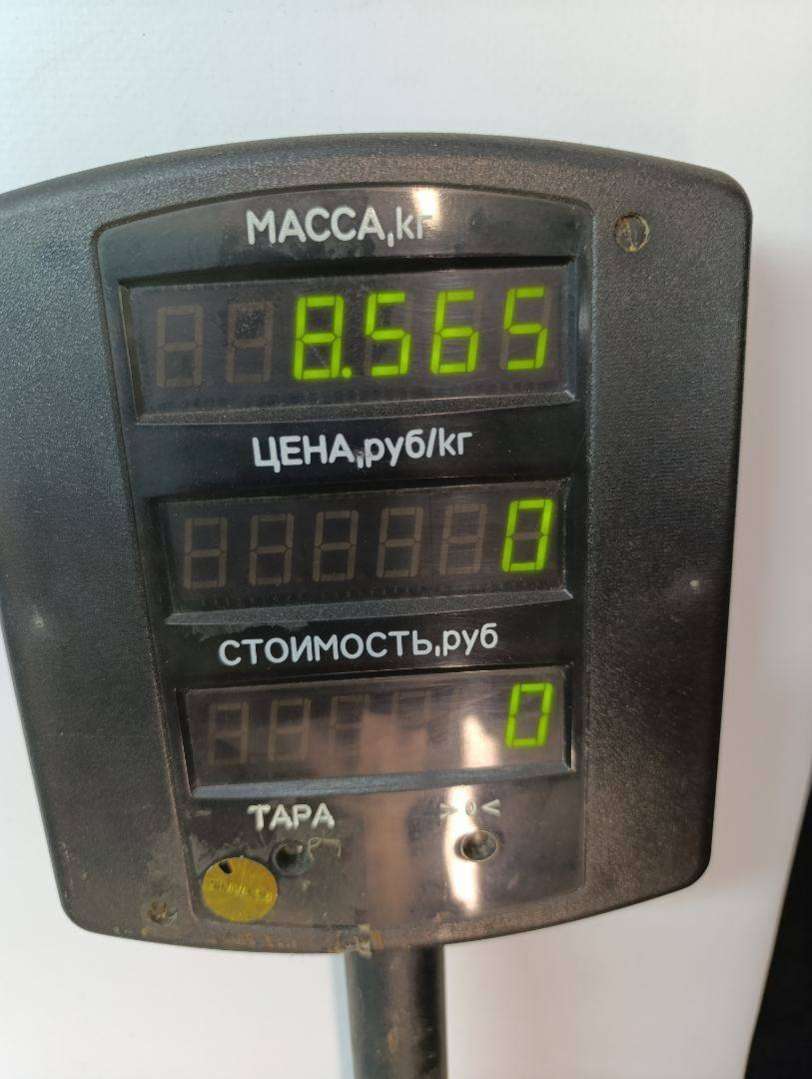 МАССА,кг
8.565
ЦЕНА,руб/кг
0
СТОИМОСТЬ,руб
0
ТАРА >0<